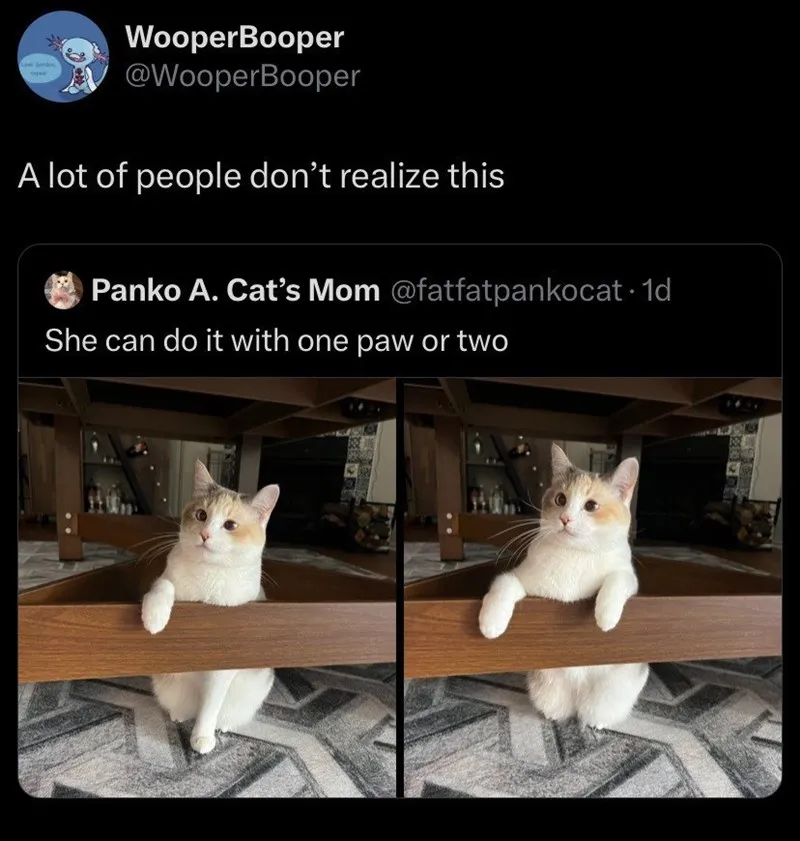 WooperBooper
@WooperBooper
A lot of people don’t realize this
Panko A. Cat’s Mom @fatfatpankocat · 1d
She can do it with one paw or two